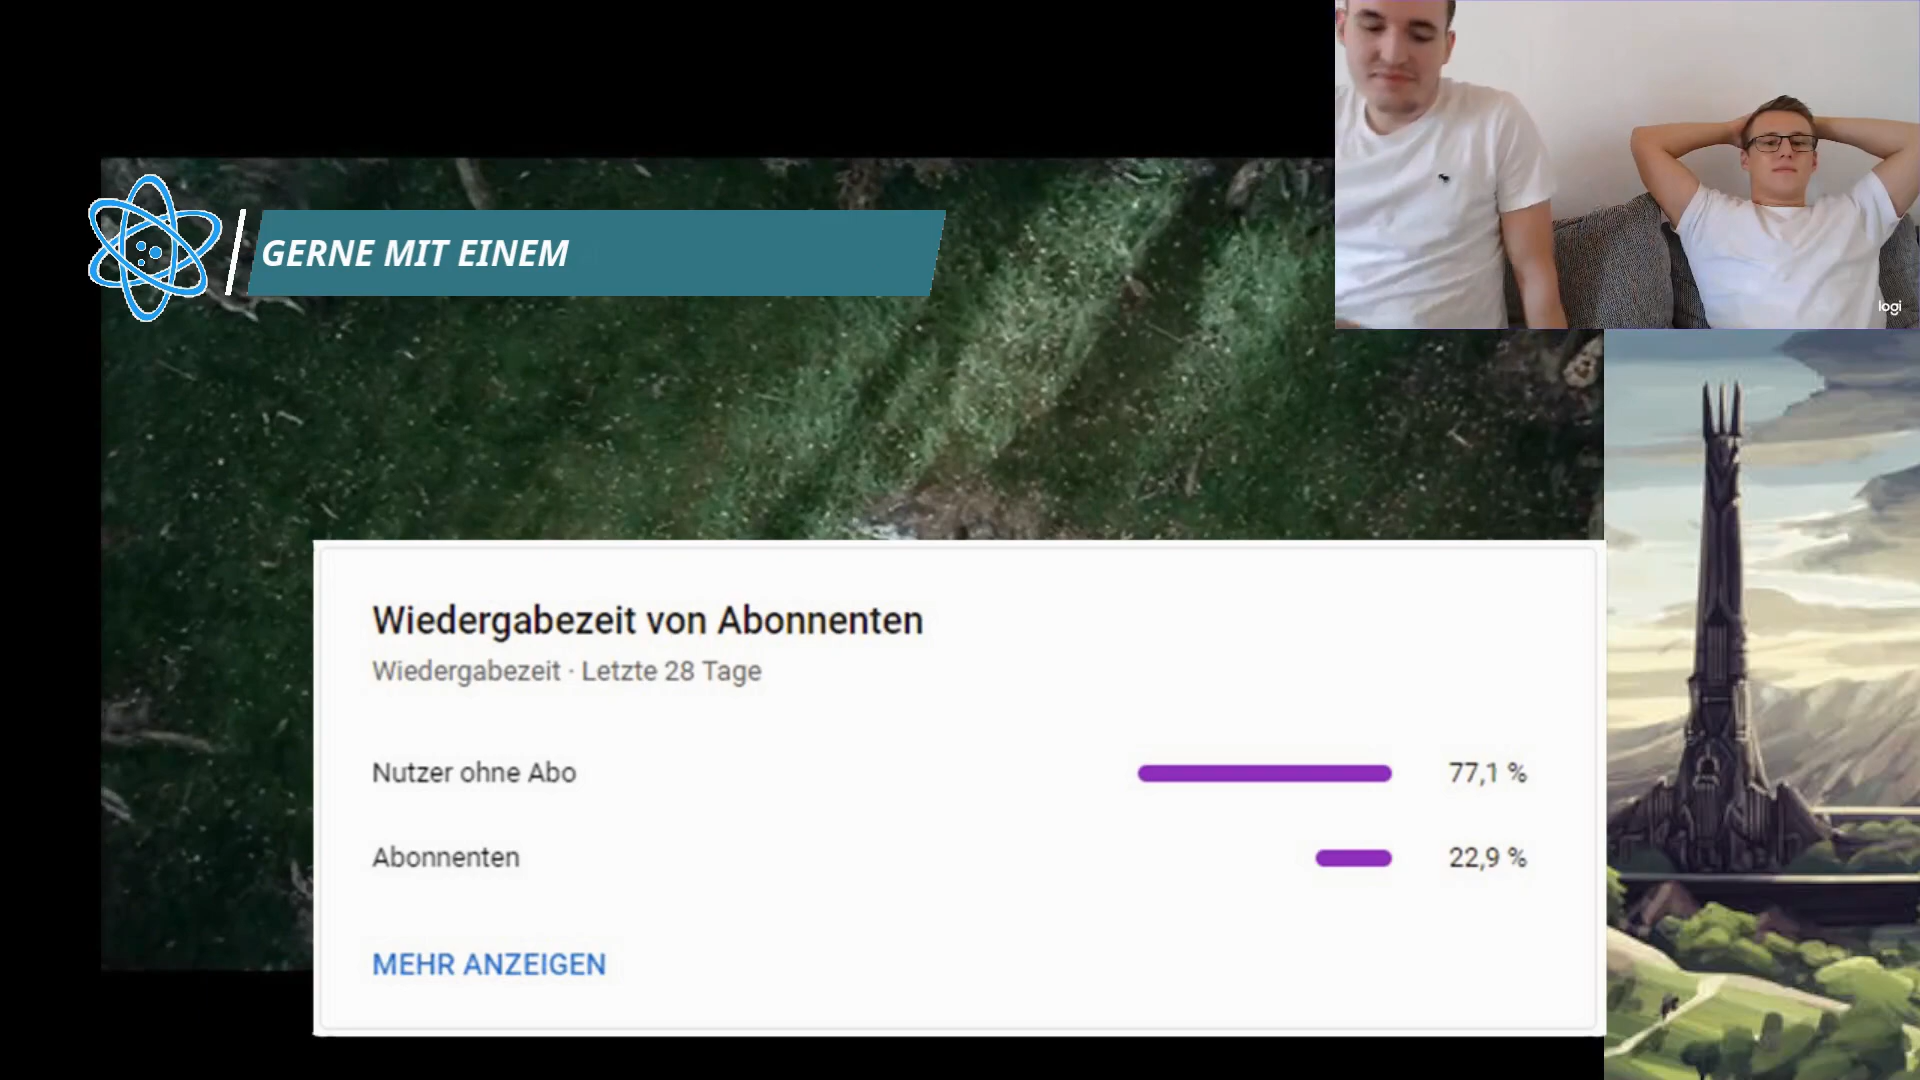 GERNE MIT EINEM
logi
Wiedergabezeit von Abonnenten
Wiedergabezeit · Letzte 28 Tage
Nutzer ohne Abo 77,1 %
Abonnenten 22,9 %
MEHR ANZEIGEN